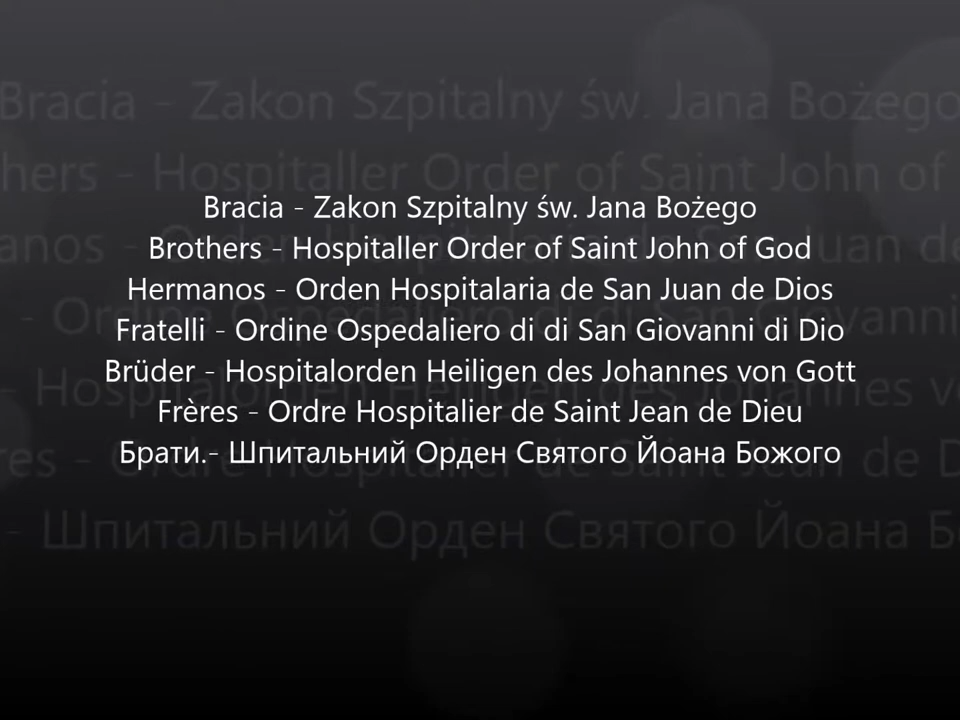 Bracia - Zakon Szpitalny św. Jana Bożego
Brothers - Hospitaller Order of Saint John of God
Hermanos - Orden Hospitalaria de San Juan de Dios
Fratelli - Ordine Ospedaliero di di San Giovanni di Dio
Brüder - Hospitalorden Heiligen des Johannes von Gott
Frères - Ordre Hospitalier de Saint Jean de Dieu
Брати.- Шпитальний Орден Святого Йоана Божого